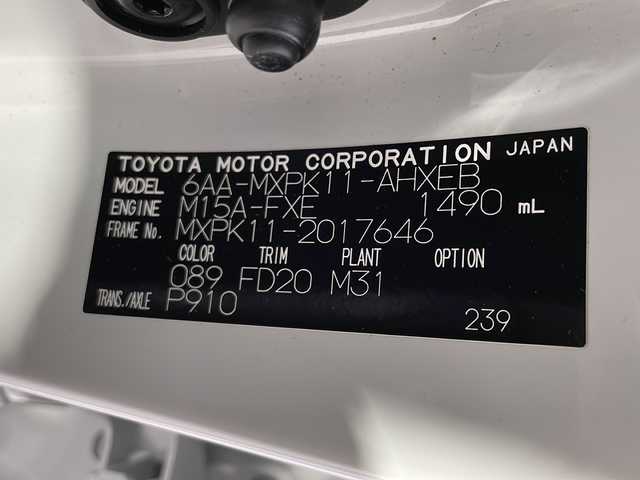 TOYOTA MOTOR CORPORATION JAPAN
MODEL 6AA-MXPK11-AHXEB
ENGINE M15A-FXE 1490 mL
FRAME No. MXPK11-2017646
COLOR TRIM PLANT OPTION
089 FD20 M31
TRANS./AXLE P910
239